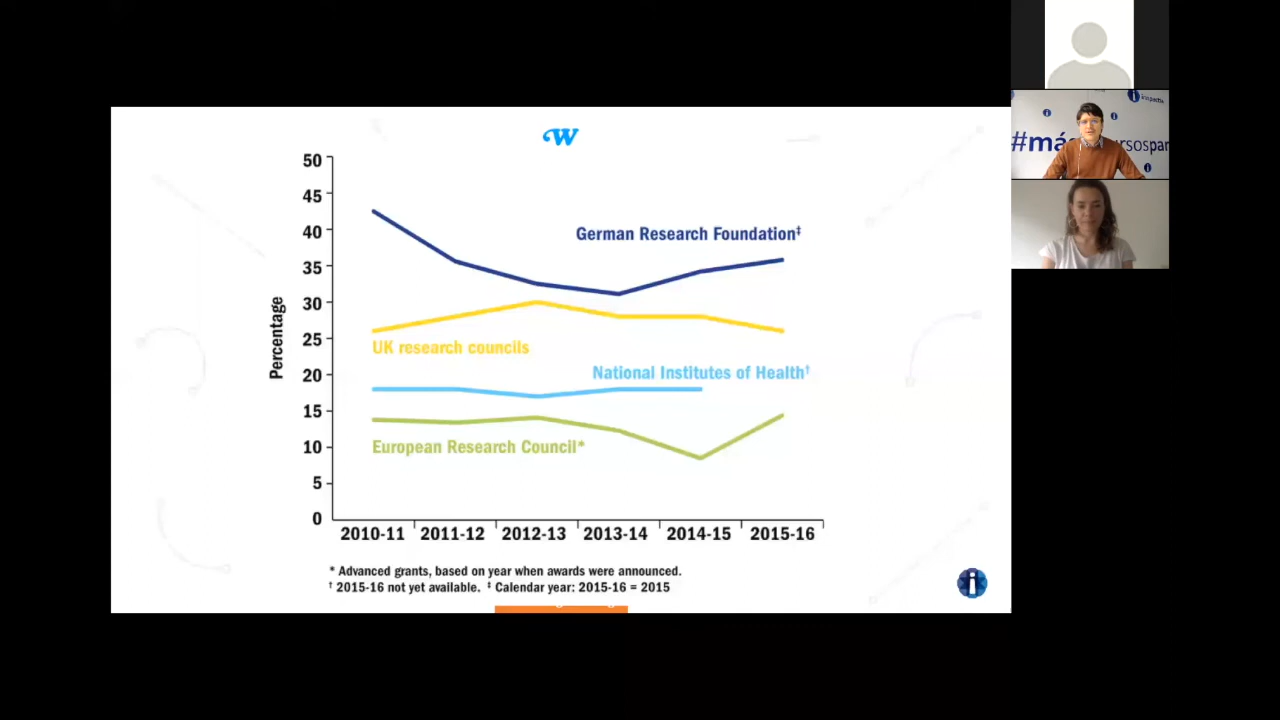 W
50
45
40
35
30
25
20
15
10
5
0
Percentage
German Research Foundation‡
UK research councils
National Institutes of Health†
European Research Council*
2010-11 2011-12 2012-13 2013-14 2014-15 2015-16
* Advanced grants, based on year when awards were announced.
† 2015-16 not yet available. ‡ Calendar year: 2015-16 = 2015
i
#má
rsospar